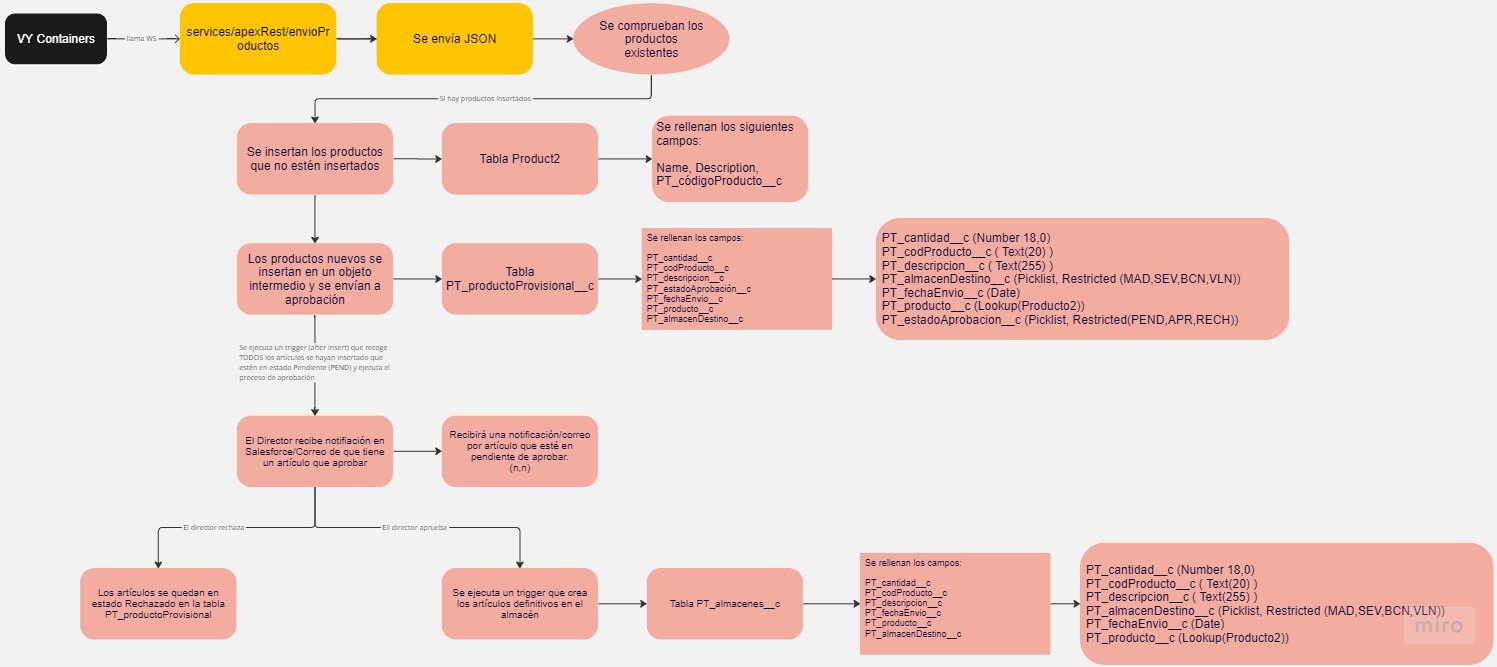 VY Containers
llama WS
services/apexRest/envioPr
oductos
Se envía JSON
Se comprueban los
productos
existentes
Si hay productos insertados
Se insertan los productos
que no estén insertados
Tabla Product2
Se rellenan los siguientes
campos:
Name, Description,
PT_códigoProducto__c
Los productos nuevos se
insertan en un objeto
intermedio y se envían a
aprobación
Tabla
PT_productoProvisional__c
Se rellenan los campos:
PT_cantidad__c
PT_codProducto__c
PT_descripcion__c
PT_estadoAprobación__c
PT_fechaEnvio__c
PT_producto__c
PT_almacenDestino__c
PT_cantidad__c (Number 18,0)
PT_codProducto__c ( Text(20) )
PT_descripcion__c ( Text(255) )
PT_almacenDestino__c (Picklist, Restricted (MAD,SEV,BCN,VLN))
PT_fechaEnvio__c (Date)
PT_producto__c (Lookup(Producto2))
PT_estadoAprobacion__c (Picklist, Restricted(PEND,APR,RECH))
Se ejecuta un trigger (after insert) que recoge
TODOS los artículos se hayan insertado que
estén en estado Pendiente (PEND) y ejecuta el
proceso de aprobación
El Director recibe notifiación en
Salesforce/Correo de que tiene
un artículo que aprobar
Recibirá una notificación/correo
por artículo que esté en
pendiente de aprobar.
(n,n)
El director rechaza
Ell director aprueba
Los artículos se quedan en
estado Rechazado en la tabla
PT_productoProvisional
Se ejecuta un trigger que crea
los artículos definitivos en el
almacén
Tabla PT_almacenes__c
Se rellenan los campos:
PT_cantidad__c
PT_codProducto__c
PT_descripcion__c
PT_fechaEnvio__c
PT_producto__c
PT_almacenDestino__c
PT_cantidad__c (Number 18,0)
PT_codProducto__c ( Text(20) )
PT_descripcion__c ( Text(255) )
PT_almacenDestino__c (Picklist, Restricted (MAD,SEV,BCN,VLN))
PT_fechaEnvio__c (Date)
PT_producto__c (Lookup(Producto2))
miro